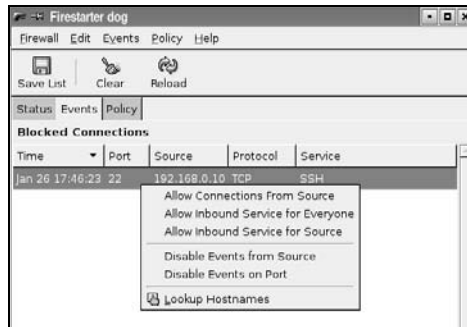 Firestarter dog
Firewall Edit Events Policy Help
Save List Clear Reload
Status Events Policy
Blocked Connections
Time Port Source Protocol Service
Jan 26 17:46:23 22 192.168.0.10 TCP SSH
Allow Connections From Source
Allow Inbound Service for Everyone
Allow Inbound Service for Source
Disable Events from Source
Disable Events on Port
Lookup Hostnames